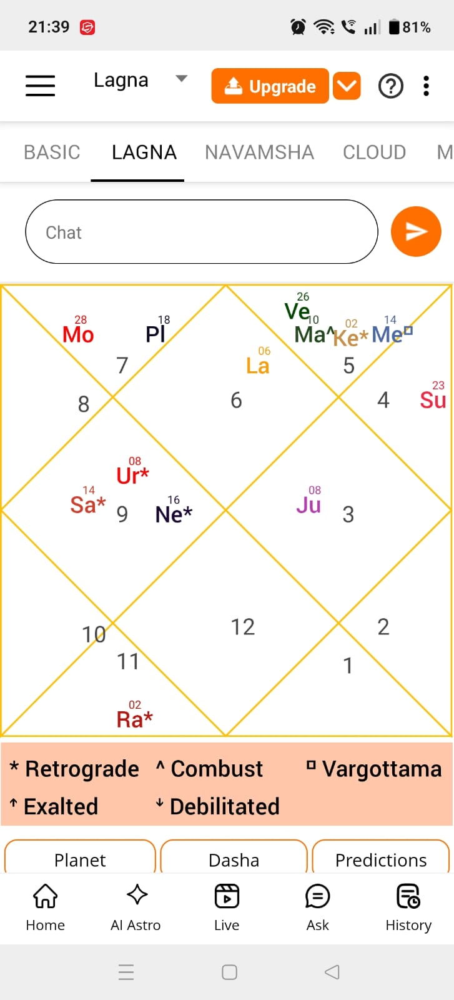 21:39 81%
Lagna Upgrade
BASIC LAGNA NAVAMSHA CLOUD M
Chat
26
Ve
28 18 10 02 14
Mo Pl Ma^ Ke* Me□
06
La
7 5
23
8 6 4 Su
08
Ur*
14 16 08
Sa* 9 Ne* Ju 3
10 12 2
11 1
02
Ra*
* Retrograde ^ Combust □ Vargottama
↑ Exalted ↓ Debilitated
Planet Dasha Predictions
Home AI Astro Live Ask History